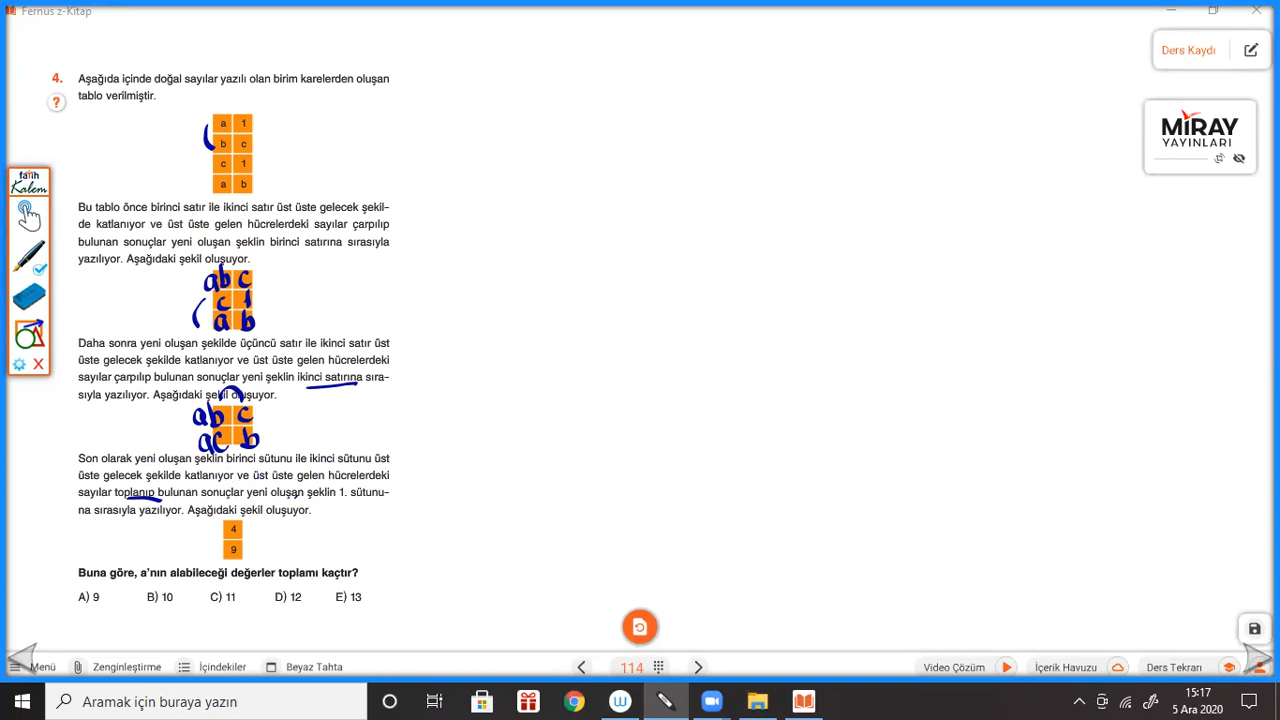 Fernus z-Kitap
Ders Kaydı
MİRAY
YAYINLARI
fatih
Kalem
4. Aşağıda içinde doğal sayılar yazılı olan birim karelerden oluşan
tablo verilmiştir.
?
a 1
b c
c 1
a b
Bu tablo önce birinci satır ile ikinci satır üst üste gelecek şekil-
de katlanıyor ve üst üste gelen hücrelerdeki sayılar çarpılıp
bulunan sonuçlar yeni oluşan şeklin birinci satırına sırasıyla
yazılıyor. Aşağıdaki şekil oluşuyor.
ab c
c 1
a b
Daha sonra yeni oluşan şekilde üçüncü satır ile ikinci satır üst
üste gelecek şekilde katlanıyor ve üst üste gelen hücrelerdeki
sayılar çarpılıp bulunan sonuçlar yeni şeklin ikinci satırına sıra-
sıyla yazılıyor. Aşağıdaki şekil oluşuyor.
ab c
ac b
Son olarak yeni oluşan şeklin birinci sütunu ile ikinci sütunu üst
üste gelecek şekilde katlanıyor ve üst üste gelen hücrelerdeki
sayılar toplanıp bulunan sonuçlar yeni oluşan şeklin 1. sütunu-
na sırasıyla yazılıyor. Aşağıdaki şekil oluşuyor.
4
9
Buna göre, a'nın alabileceği değerler toplamı kaçtır?
A) 9 B) 10 C) 11 D) 12 E) 13
Menü Zenginleştirme İçindekiler Beyaz Tahta 114 Video Çözüm İçerik Havuzu Ders Tekrarı
Aramak için buraya yazın
15:17
5 Ara 2020